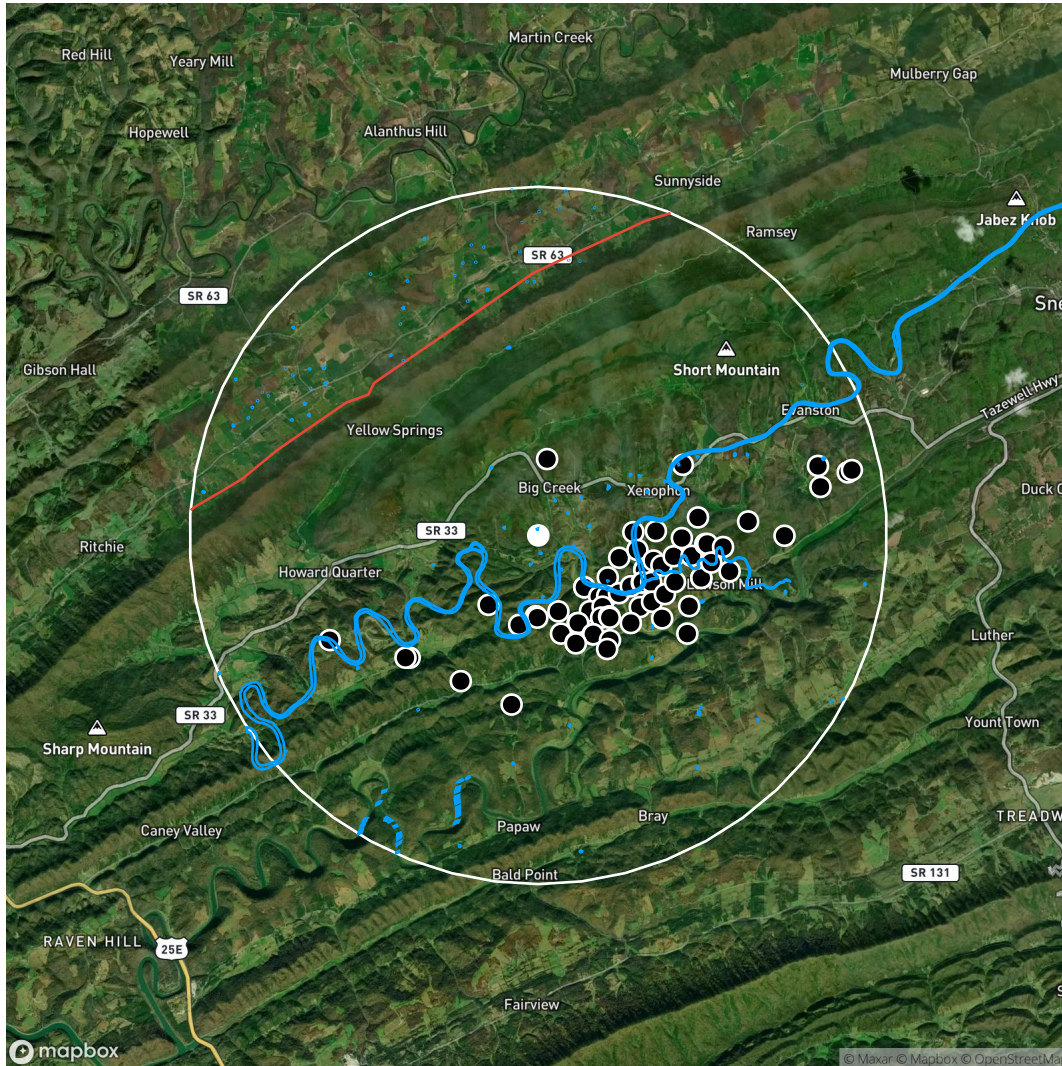 Martin Creek
Red Hill
Yeary Mill
Mulberry Gap
Hopewell
Alanthus Hill
Sunnyside
Jabez Knob
Ramsey
SR 63
SR 63
Sne
Short Mountain
Gibson Hall
Tazewell Hwy
Evanston
Yellow Springs
Big Creek
Xenophon
Duck C
SR 33
Ritchie
Howard Quarter
Lawson Mill
Luther
SR 33
Yount Town
Sharp Mountain
TREADW
Caney Valley
Papaw
Bray
Bald Point
SR 131
RAVEN HILL
25E
Fairview
S
mapbox
© Maxar © Mapbox © OpenStreetMa